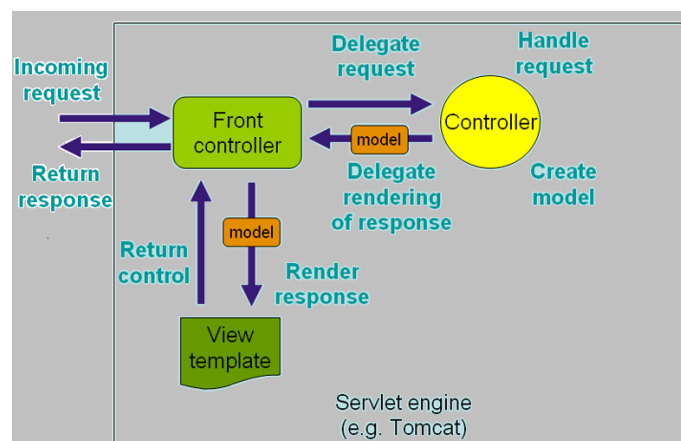 Incoming
request
Return
response
Front
controller
Delegate
request
Handle
request
Controller
model
Delegate
rendering
of response
Create
model
model
Return
control
Render
response
View
template
Servlet engine
(e.g. Tomcat)